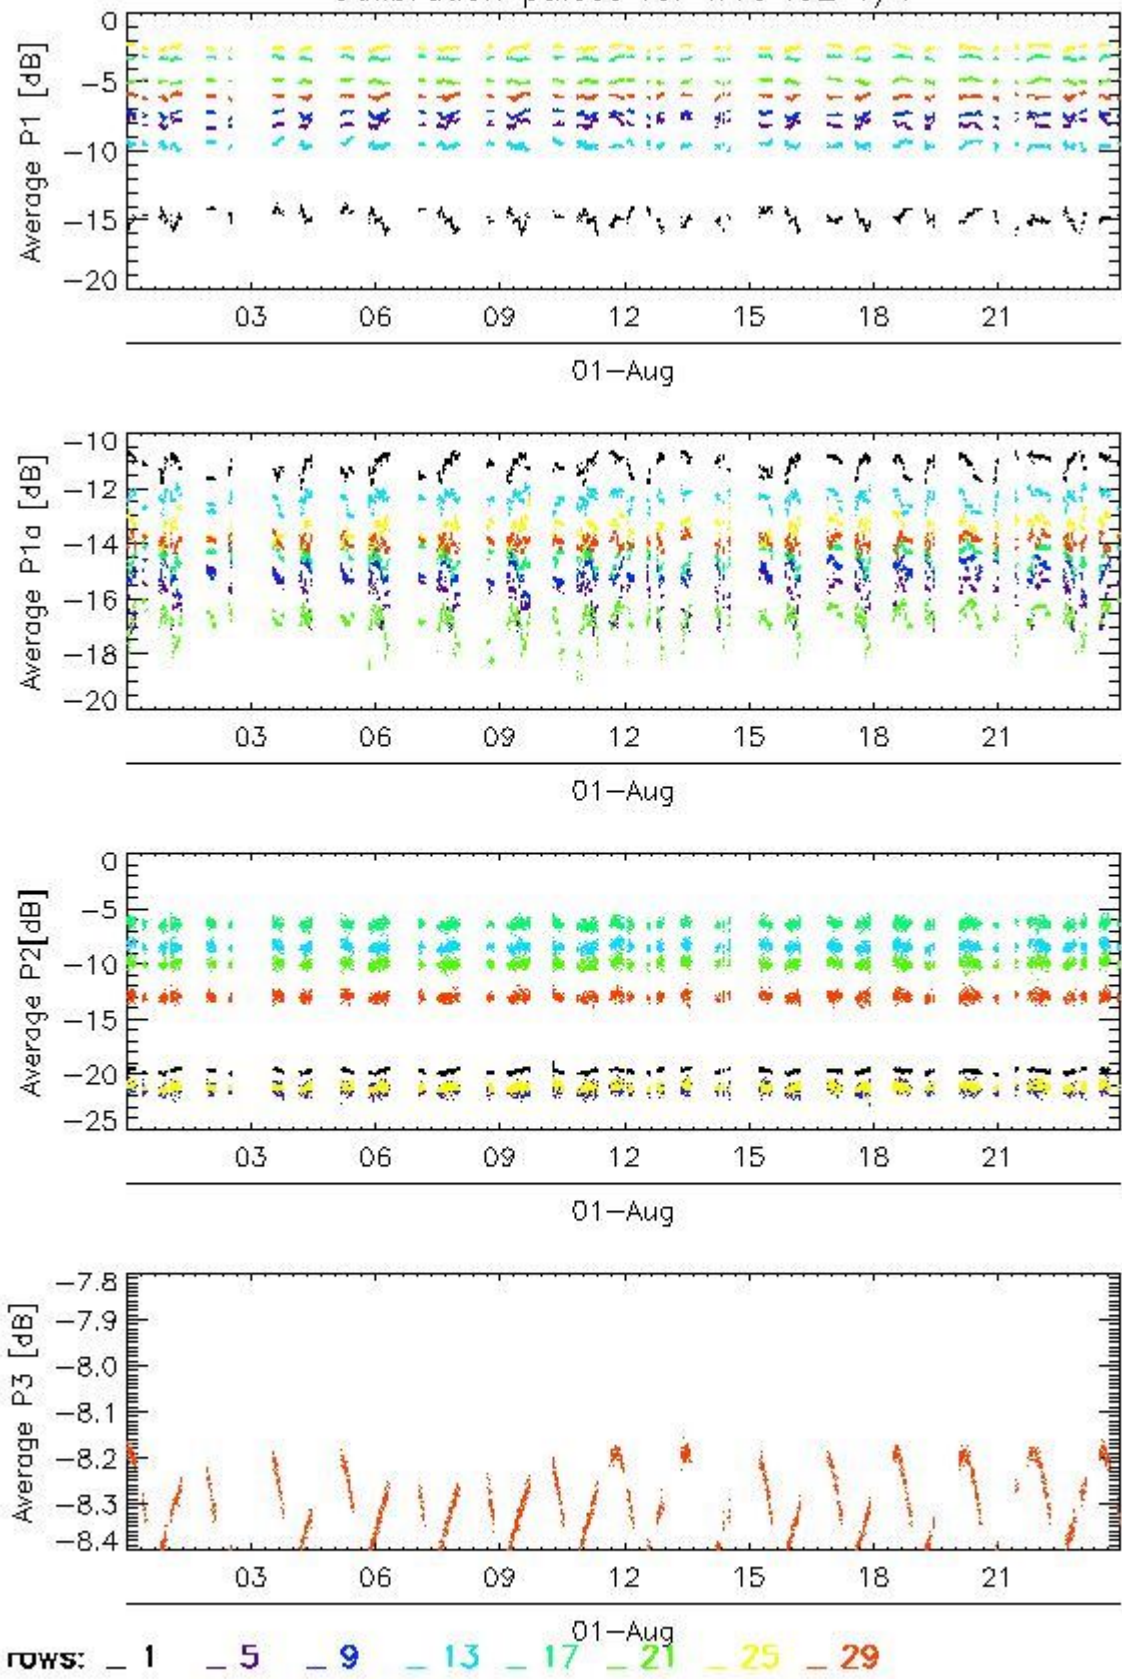 Average P1 [dB]
0
−5
−10
−15
−20
03 06 09 12 15 18 21
01−Aug
Average P1a [dB]
−10
−12
−14
−16
−18
−20
03 06 09 12 15 18 21
01−Aug
Average P2[dB]
0
−5
−10
−15
−20
−25
03 06 09 12 15 18 21
01−Aug
Average P3 [dB]
−7.8
−7.9
−8.0
−8.1
−8.2
−8.3
−8.4
03 06 09 12 15 18 21
01−Aug
rows: _ 1 _ 5 _ 9 _ 13 _ 17 _ 21 _ 25 _ 29